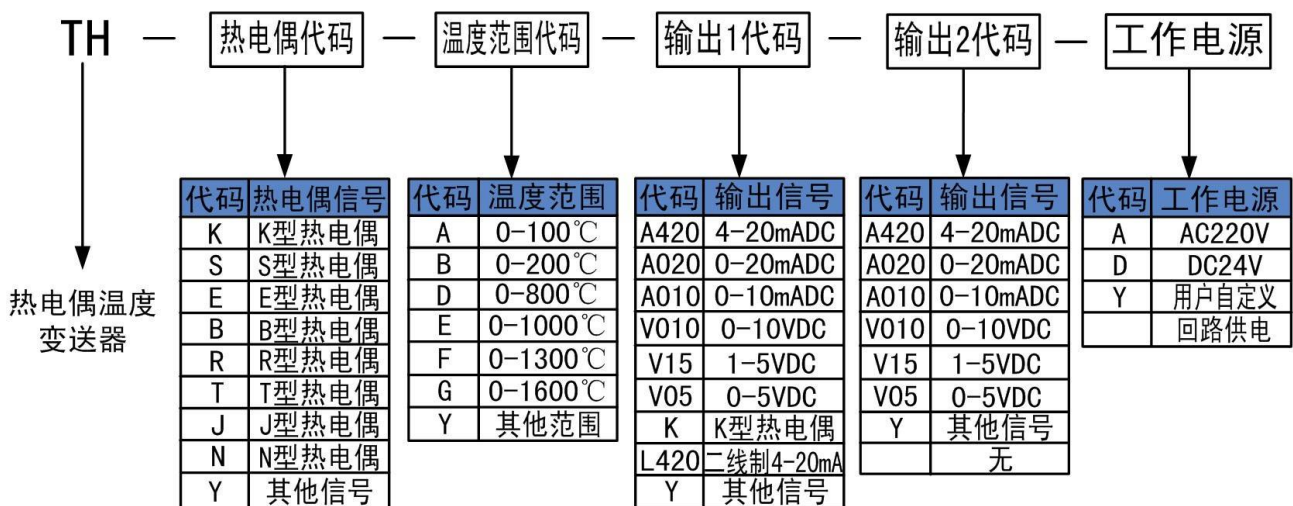 TH — 热电偶代码 — 温度范围代码 — 输出1代码 — 输出2代码 — 工作电源
热电偶温度
变送器
代码 热电偶信号
K K型热电偶
S S型热电偶
E E型热电偶
B B型热电偶
R R型热电偶
T T型热电偶
J J型热电偶
N N型热电偶
Y 其他信号
代码 温度范围
A 0-100℃
B 0-200℃
D 0-800℃
E 0-1000℃
F 0-1300℃
G 0-1600℃
Y 其他范围
代码 输出信号
A420 4-20mADC
A020 0-20mADC
A010 0-10mADC
V010 0-10VDC
V15 1-5VDC
V05 0-5VDC
K K型热电偶
L420 二线制4-20mA
Y 其他信号
代码 输出信号
A420 4-20mADC
A020 0-20mADC
A010 0-10mADC
V010 0-10VDC
V15 1-5VDC
V05 0-5VDC
Y 其他信号
无
代码 工作电源
A AC220V
D DC24V
Y 用户自定义
回路供电